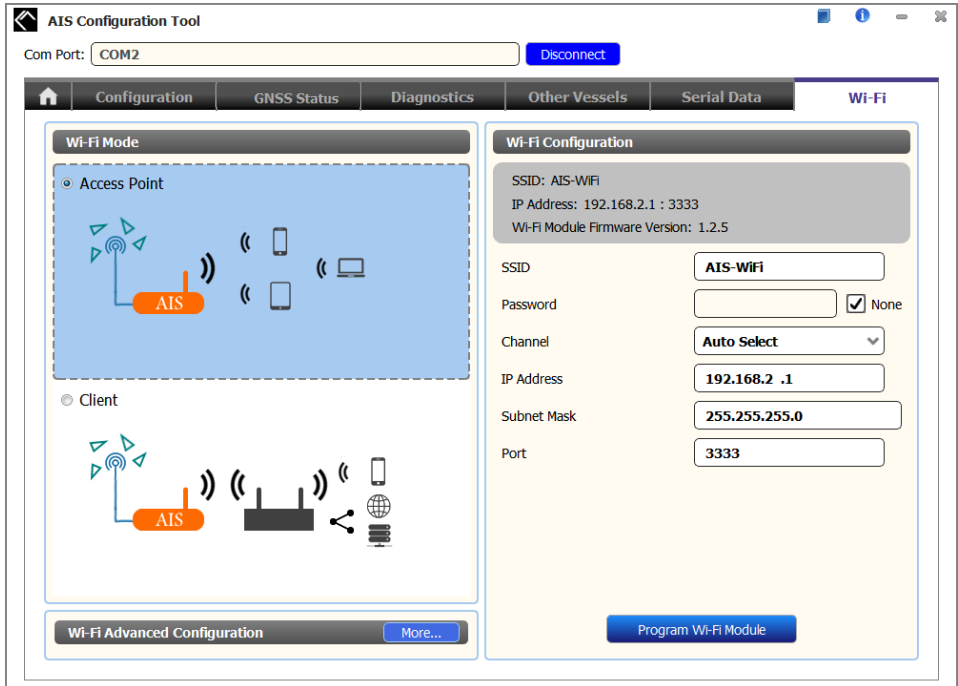 AIS Configuration Tool
Com Port: COM2 Disconnect
Configuration GNSS Status Diagnostics Other Vessels Serial Data Wi-Fi
Wi-Fi Mode
Access Point
AIS
Client
AIS
Wi-Fi Advanced Configuration More...
Wi-Fi Configuration
SSID: AIS-WiFi
IP Address: 192.168.2.1 : 3333
Wi-Fi Module Firmware Version: 1.2.5
SSID AIS-WiFi
Password None
Channel Auto Select
IP Address 192.168.2 .1
Subnet Mask 255.255.255.0
Port 3333
Program Wi-Fi Module